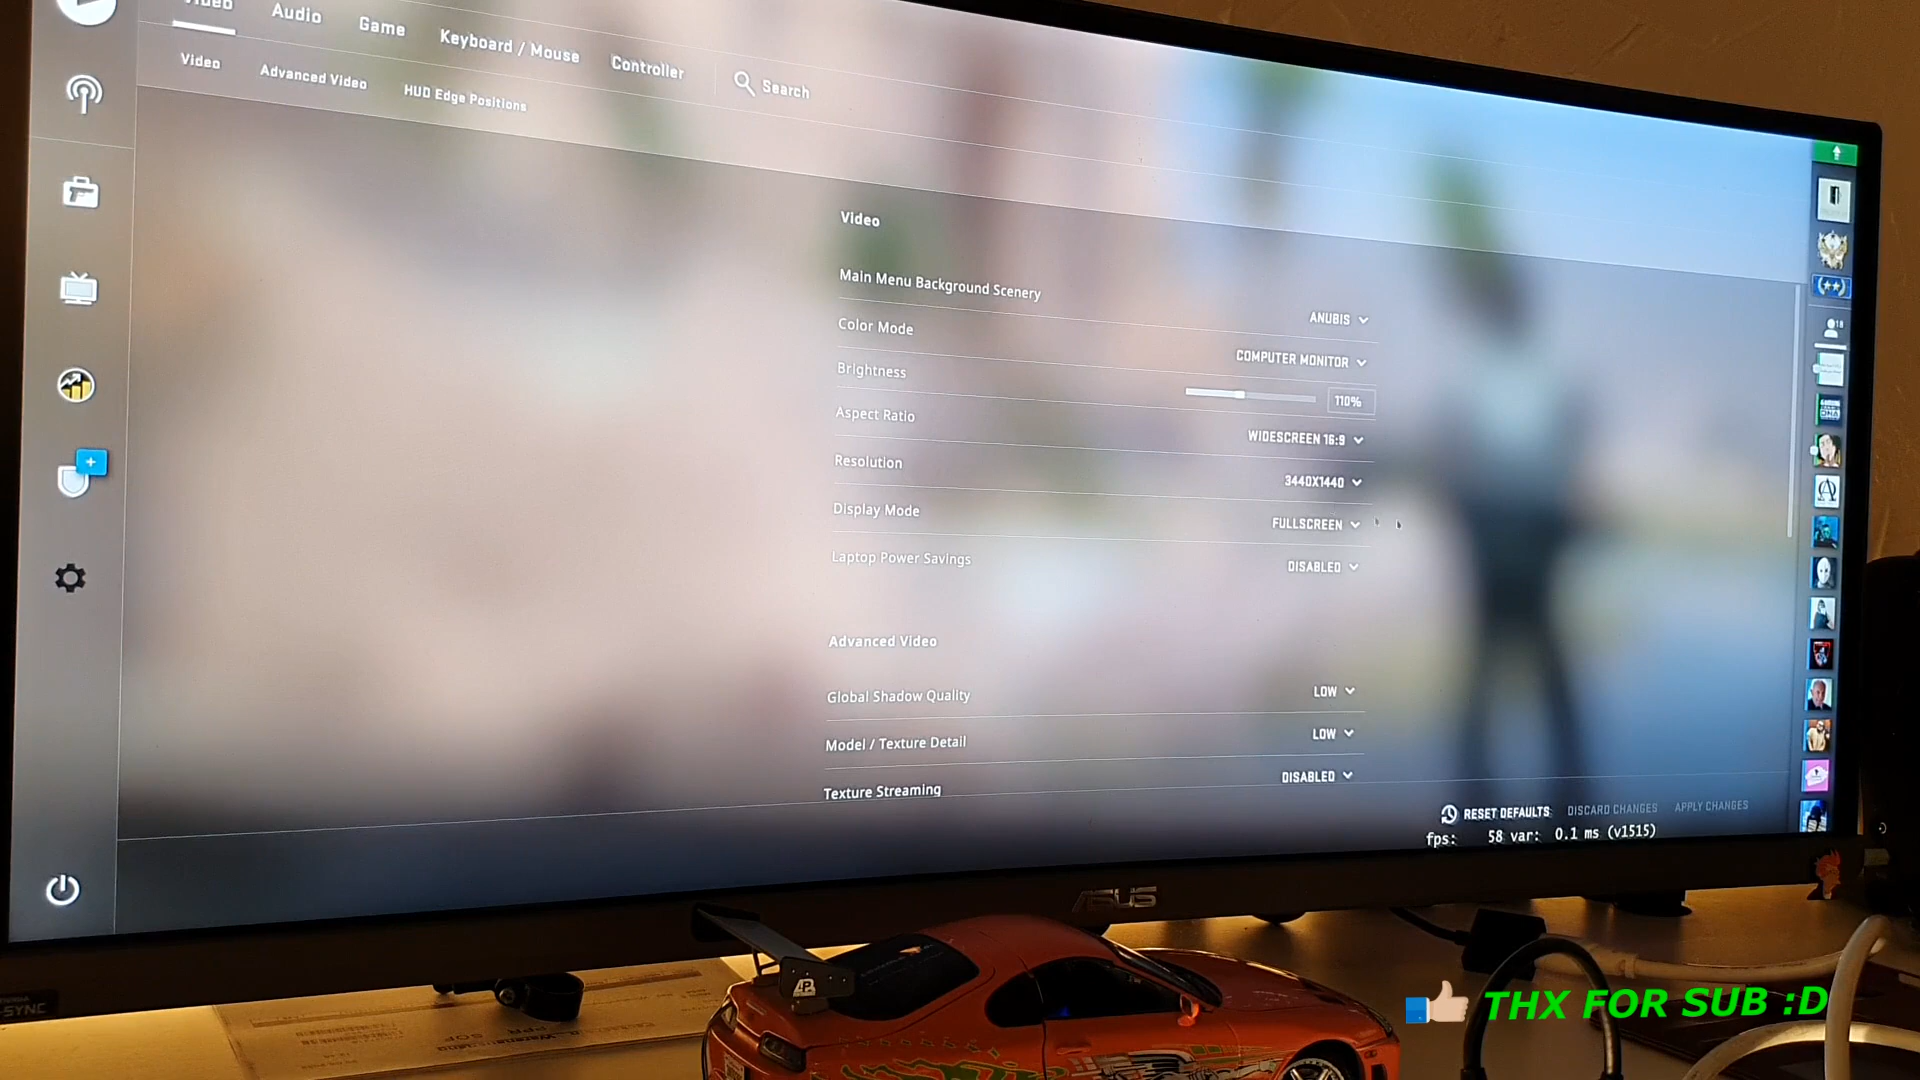 Video
Audio
Game
Keyboard / Mouse
Controller
Search
Video
Advanced Video
HUD Edge Positions
Video
Main Menu Background Scenery
ANUBIS
Color Mode
COMPUTER MONITOR
Brightness
110%
Aspect Ratio
WIDESCREEN 16:9
Resolution
3440X1440
Display Mode
FULLSCREEN
Laptop Power Savings
DISABLED
Advanced Video
Global Shadow Quality
LOW
Model / Texture Detail
LOW
Texture Streaming
DISABLED
RESET DEFAULTS
DISCARD CHANGES
APPLY CHANGES
fps: 58 var: 0.1 ms (v1515)
18
ASUS
-SYNC
THX FOR SUB :D